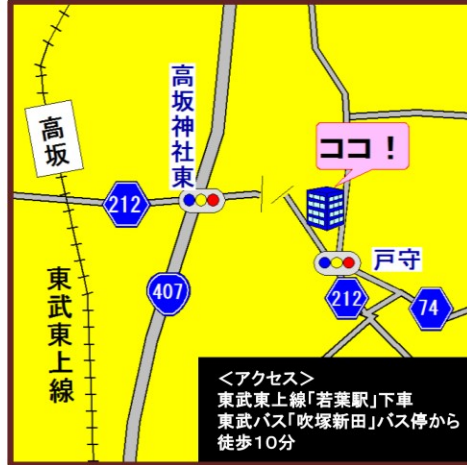 高坂
高坂神社東
ココ！
212
407
戸守
212
74
東武東上線
＜アクセス＞
東武東上線「若葉駅」下車
東武バス「吹塚新田」バス停から
徒歩１０分